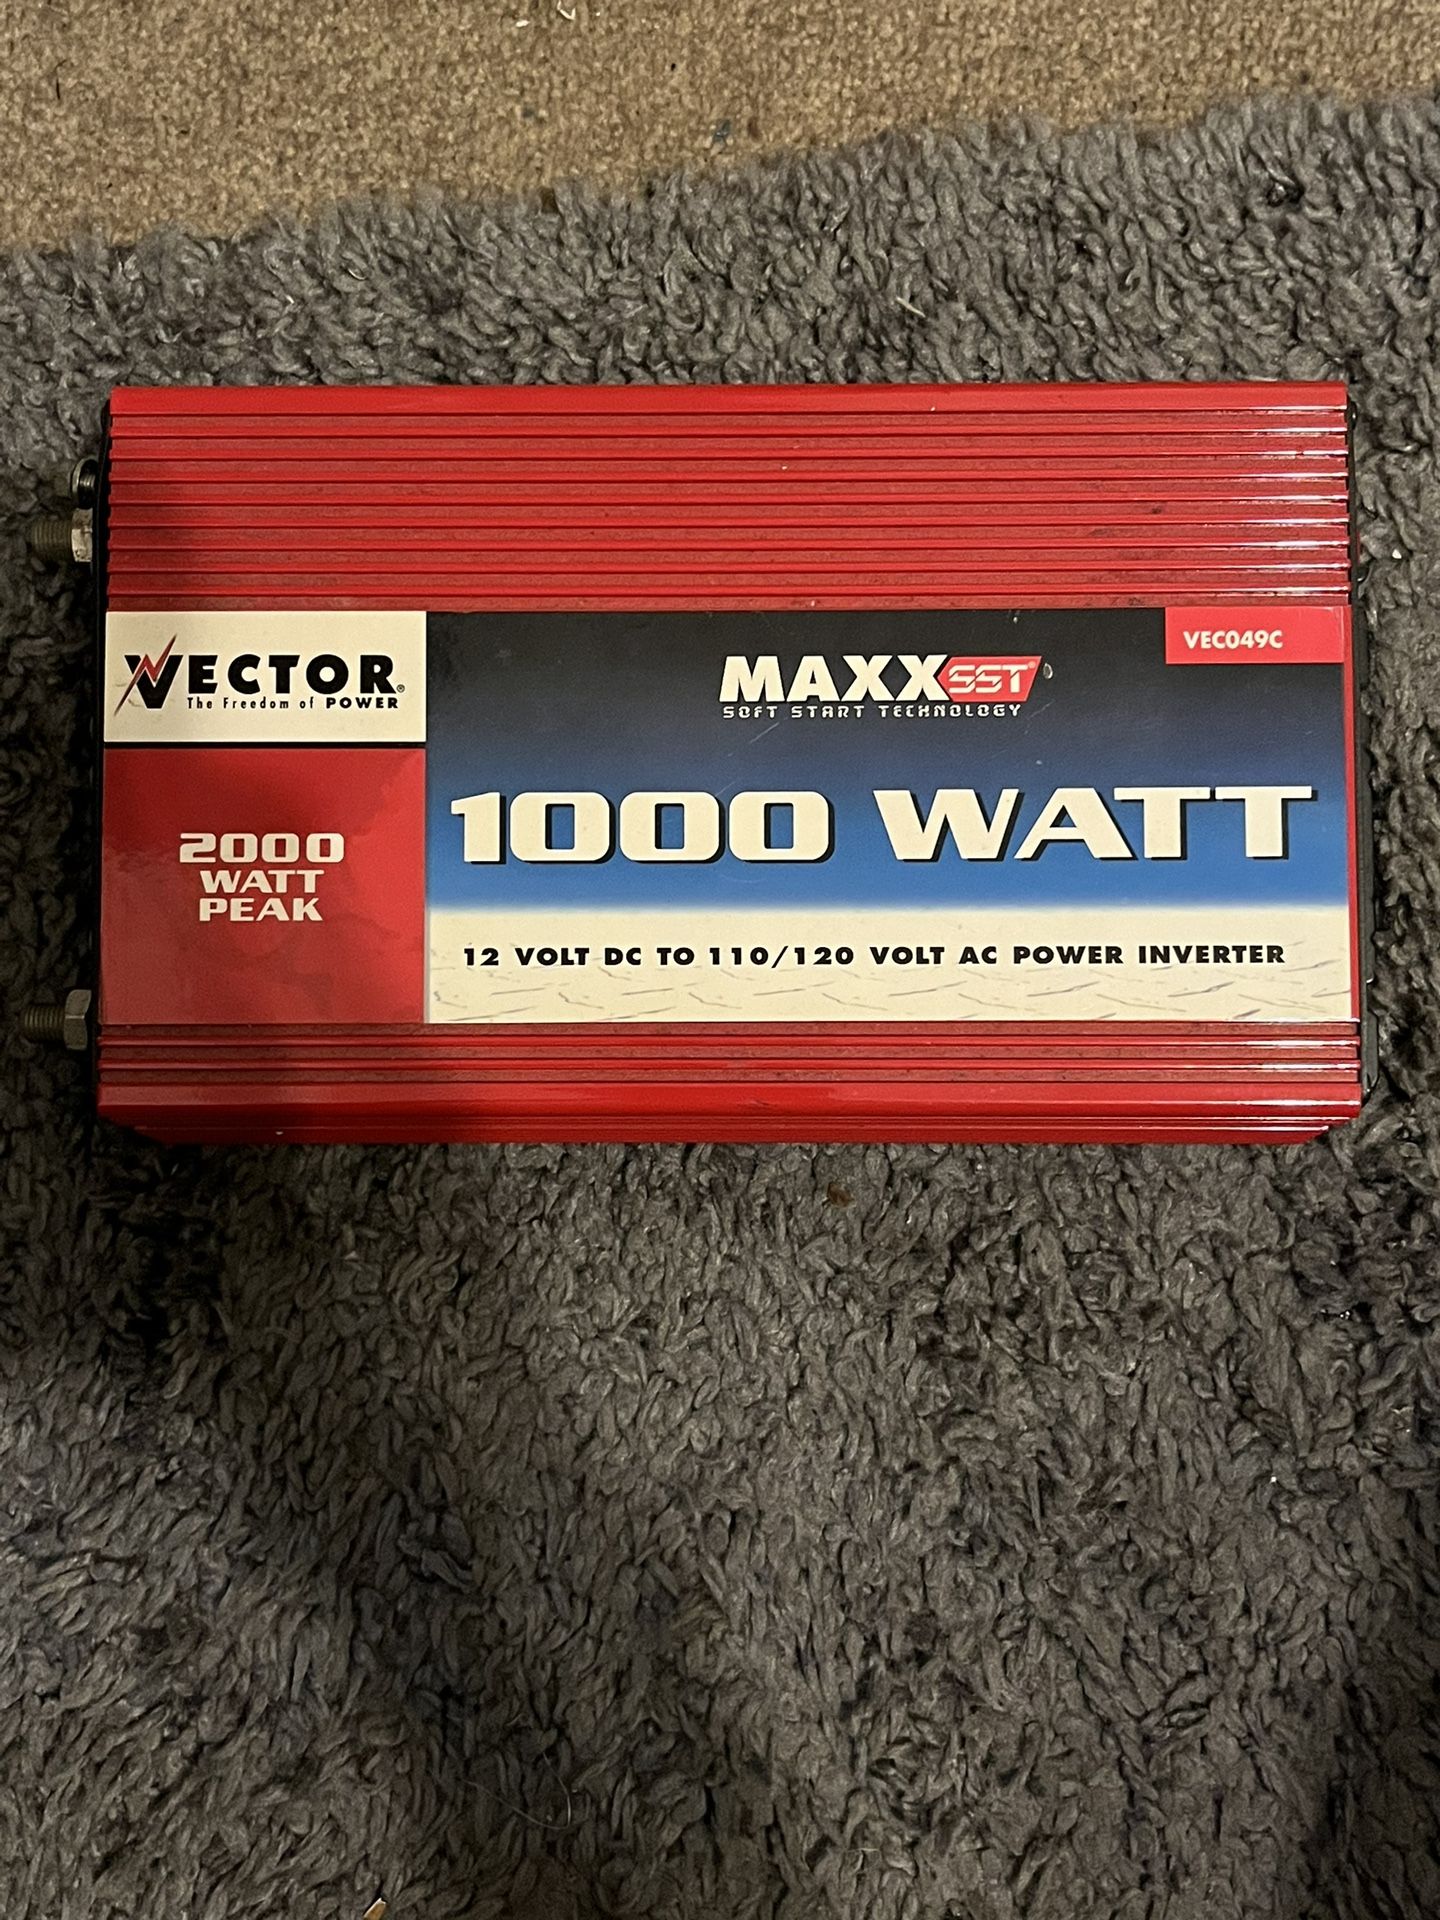 VECTOR®
The Freedom of POWER
2000
WATT
PEAK
VEC049C
MAXX SST®
SOFT START TECHNOLOGY
1000 WATT
12 VOLT DC TO 110/120 VOLT AC POWER INVERTER